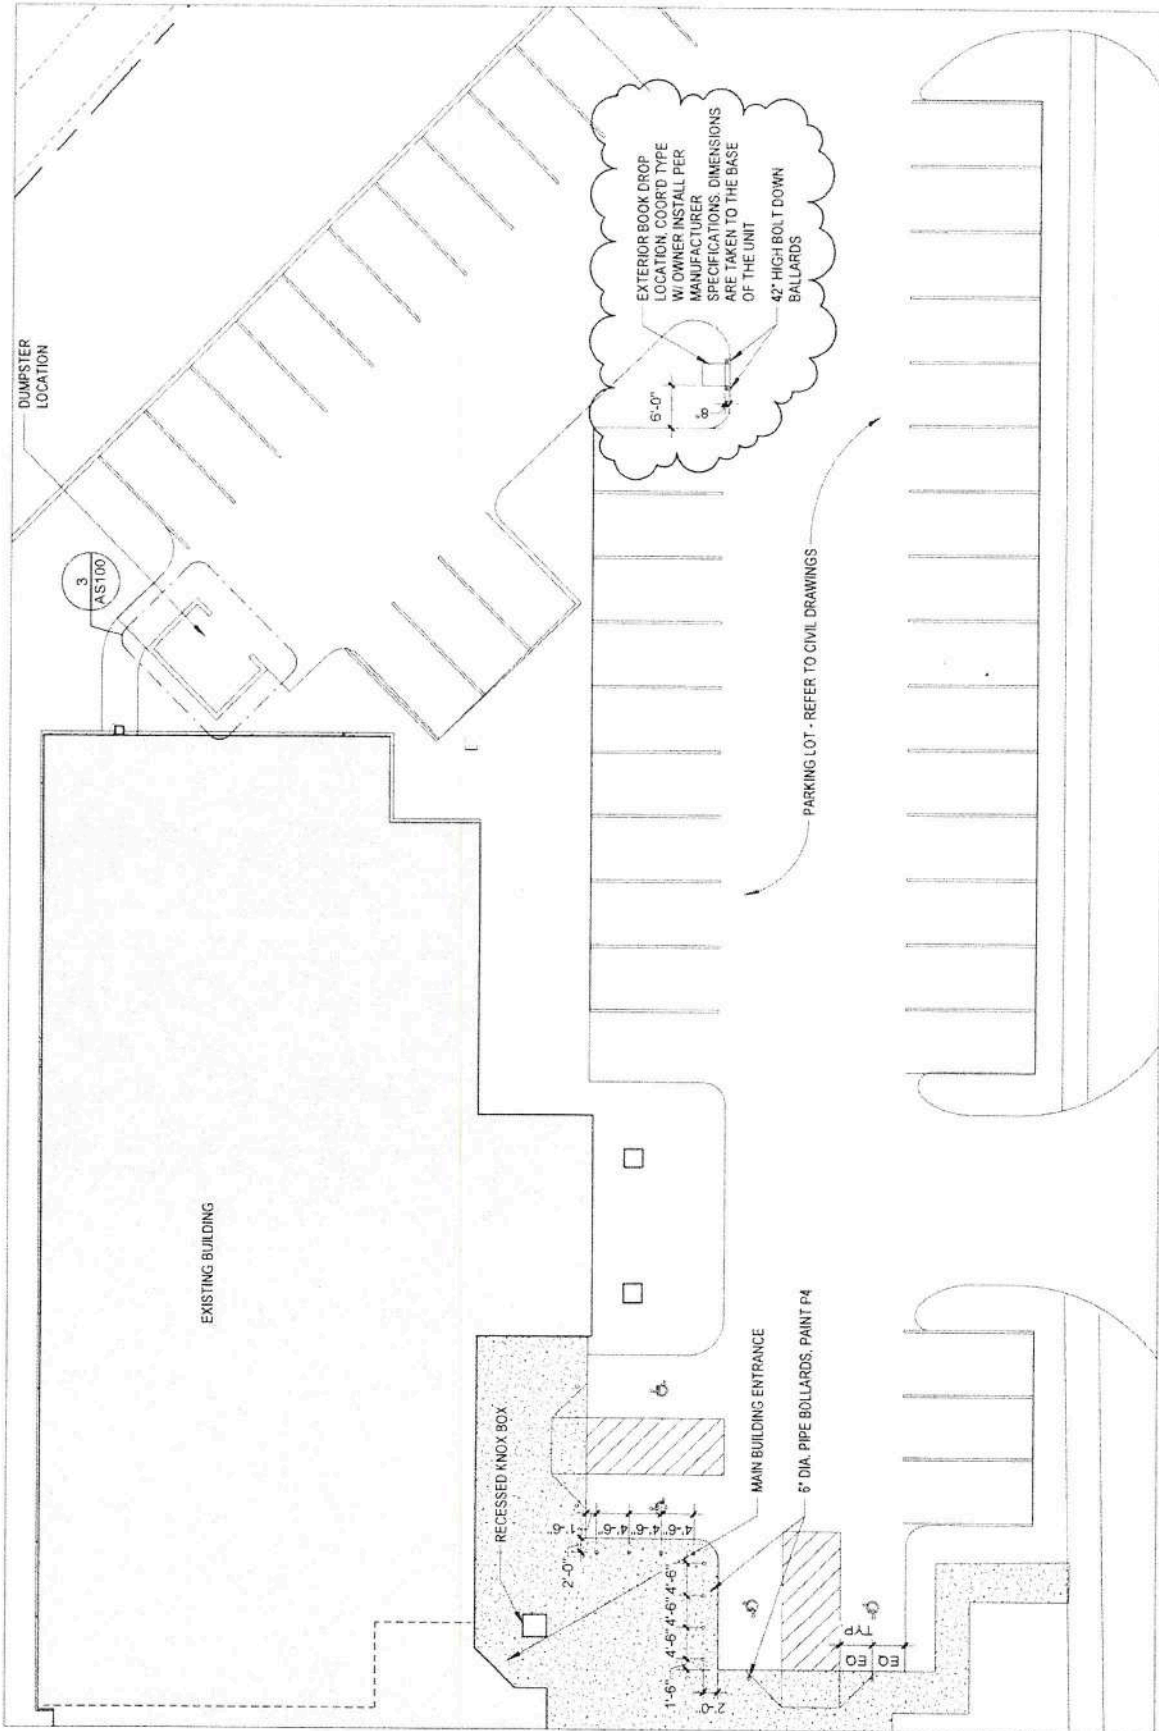 DUMPSTER
LOCATION
3
AS100
EXTERIOR BOOK DROP
LOCATION, COOR'D TYPE
W/ OWNER INSTALL PER
MANUFACTURER
SPECIFICATIONS. DIMENSIONS
ARE TAKEN TO THE BASE
OF THE UNIT
42" HIGH BOLT DOWN
BALLARDS
6'-0"
8"
PARKING LOT - REFER TO CIVIL DRAWINGS
EXISTING BUILDING
RECESSED KNOX BOX
MAIN BUILDING ENTRANCE
6" DIA. PIPE BOLLARDS, PAINT P4
2'-0"
1'-6"
4'-6"
4'-6"
4'-6"
1'-6"
4'-6"
4'-6"
4'-6"
2'-0"
EQ
EQ
TYP